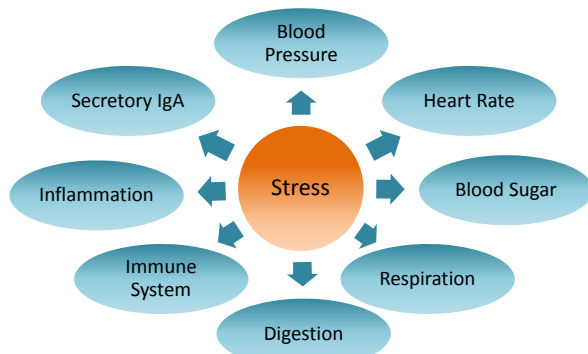 Blood
Pressure
Secretory IgA
Heart Rate
Stress
Inflammation
Blood Sugar
Immune
System
Respiration
Digestion